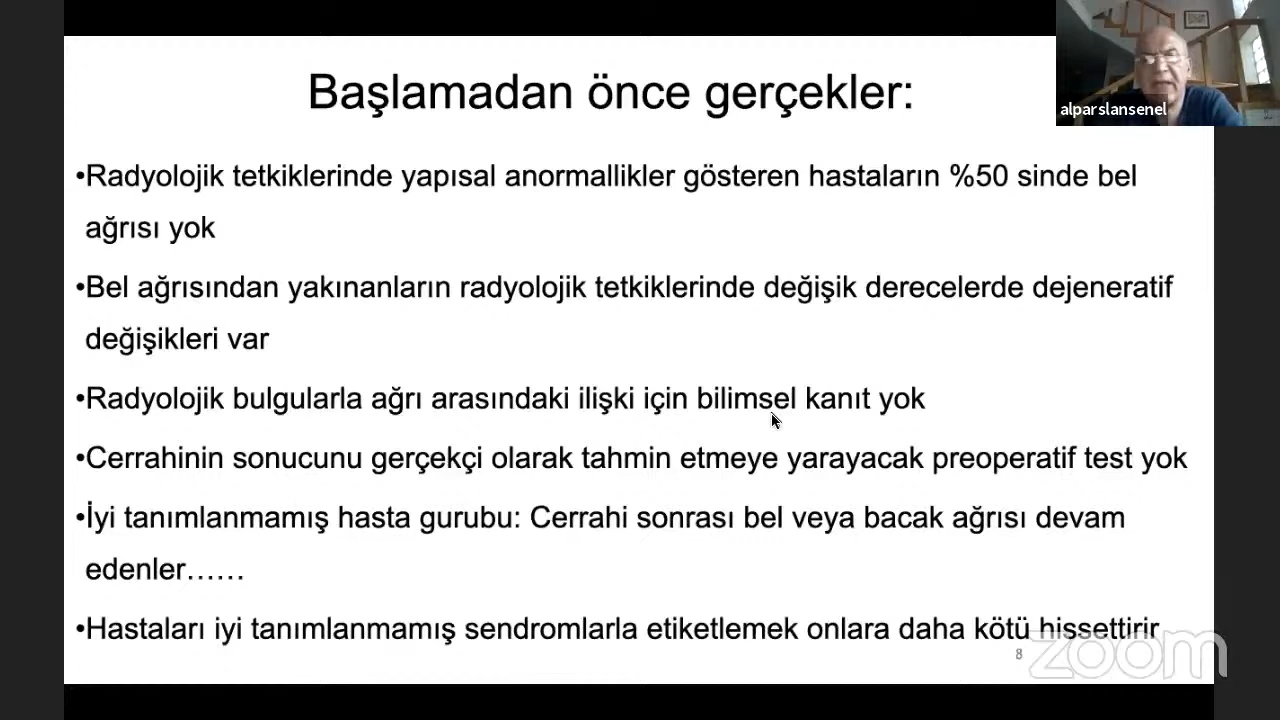 Başlamadan önce gerçekler:
alparslansenel
•Radyolojik tetkiklerinde yapısal anormallikler gösteren hastaların %50 sinde bel
ağrısı yok
•Bel ağrısından yakınanların radyolojik tetkiklerinde değişik derecelerde dejeneratif
değişikleri var
•Radyolojik bulgularla ağrı arasındaki ilişki için bilimsel kanıt yok
•Cerrahinin sonucunu gerçekçi olarak tahmin etmeye yarayacak preoperatif test yok
•İyi tanımlanmamış hasta gurubu: Cerrahi sonrası bel veya bacak ağrısı devam
edenler……
•Hastaları iyi tanımlanmamış sendromlarla etiketlemek onlara daha kötü hissettirir
8
zoom